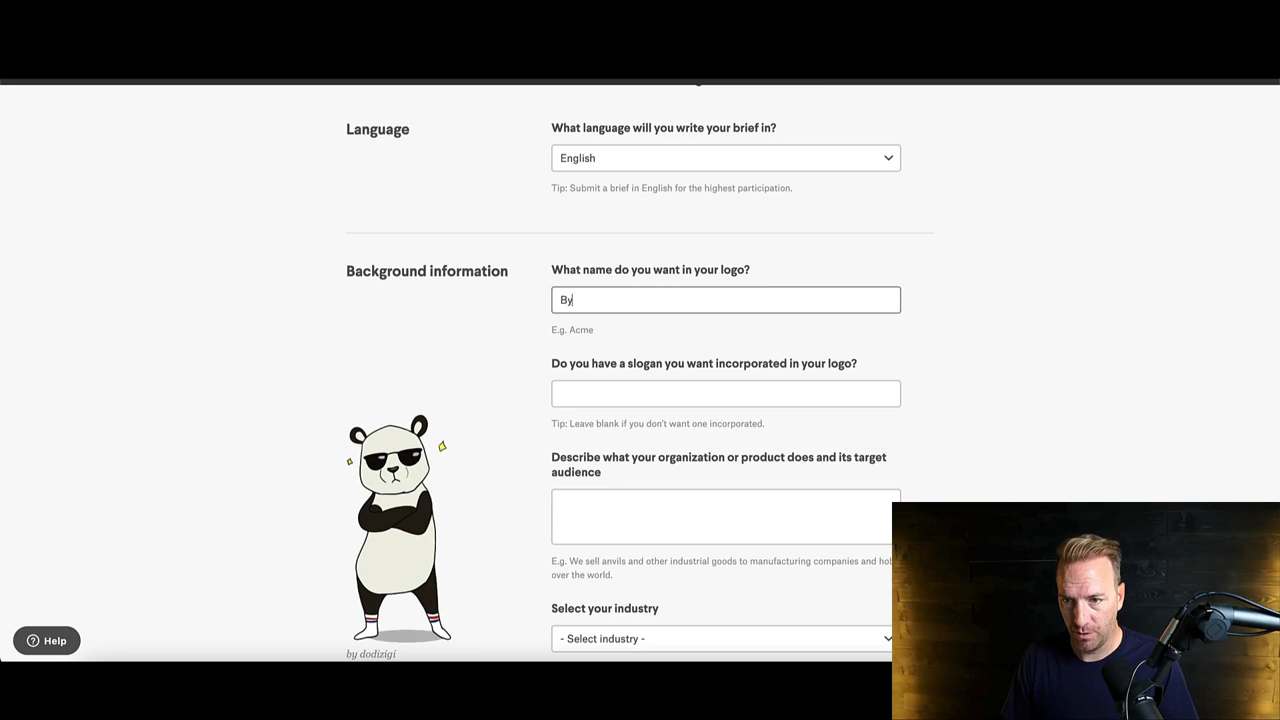 Language
What language will you write your brief in?
English
Tip: Submit a brief in English for the highest participation.
Background information
What name do you want in your logo?
By
E.g. Acme
Do you have a slogan you want incorporated in your logo?
Tip: Leave blank if you don't want one incorporated.
Describe what your organization or product does and its target
audience
E.g. We sell anvils and other industrial goods to manufacturing companies and
over the world.
Select your industry
- Select industry -
Help
by dodizigi